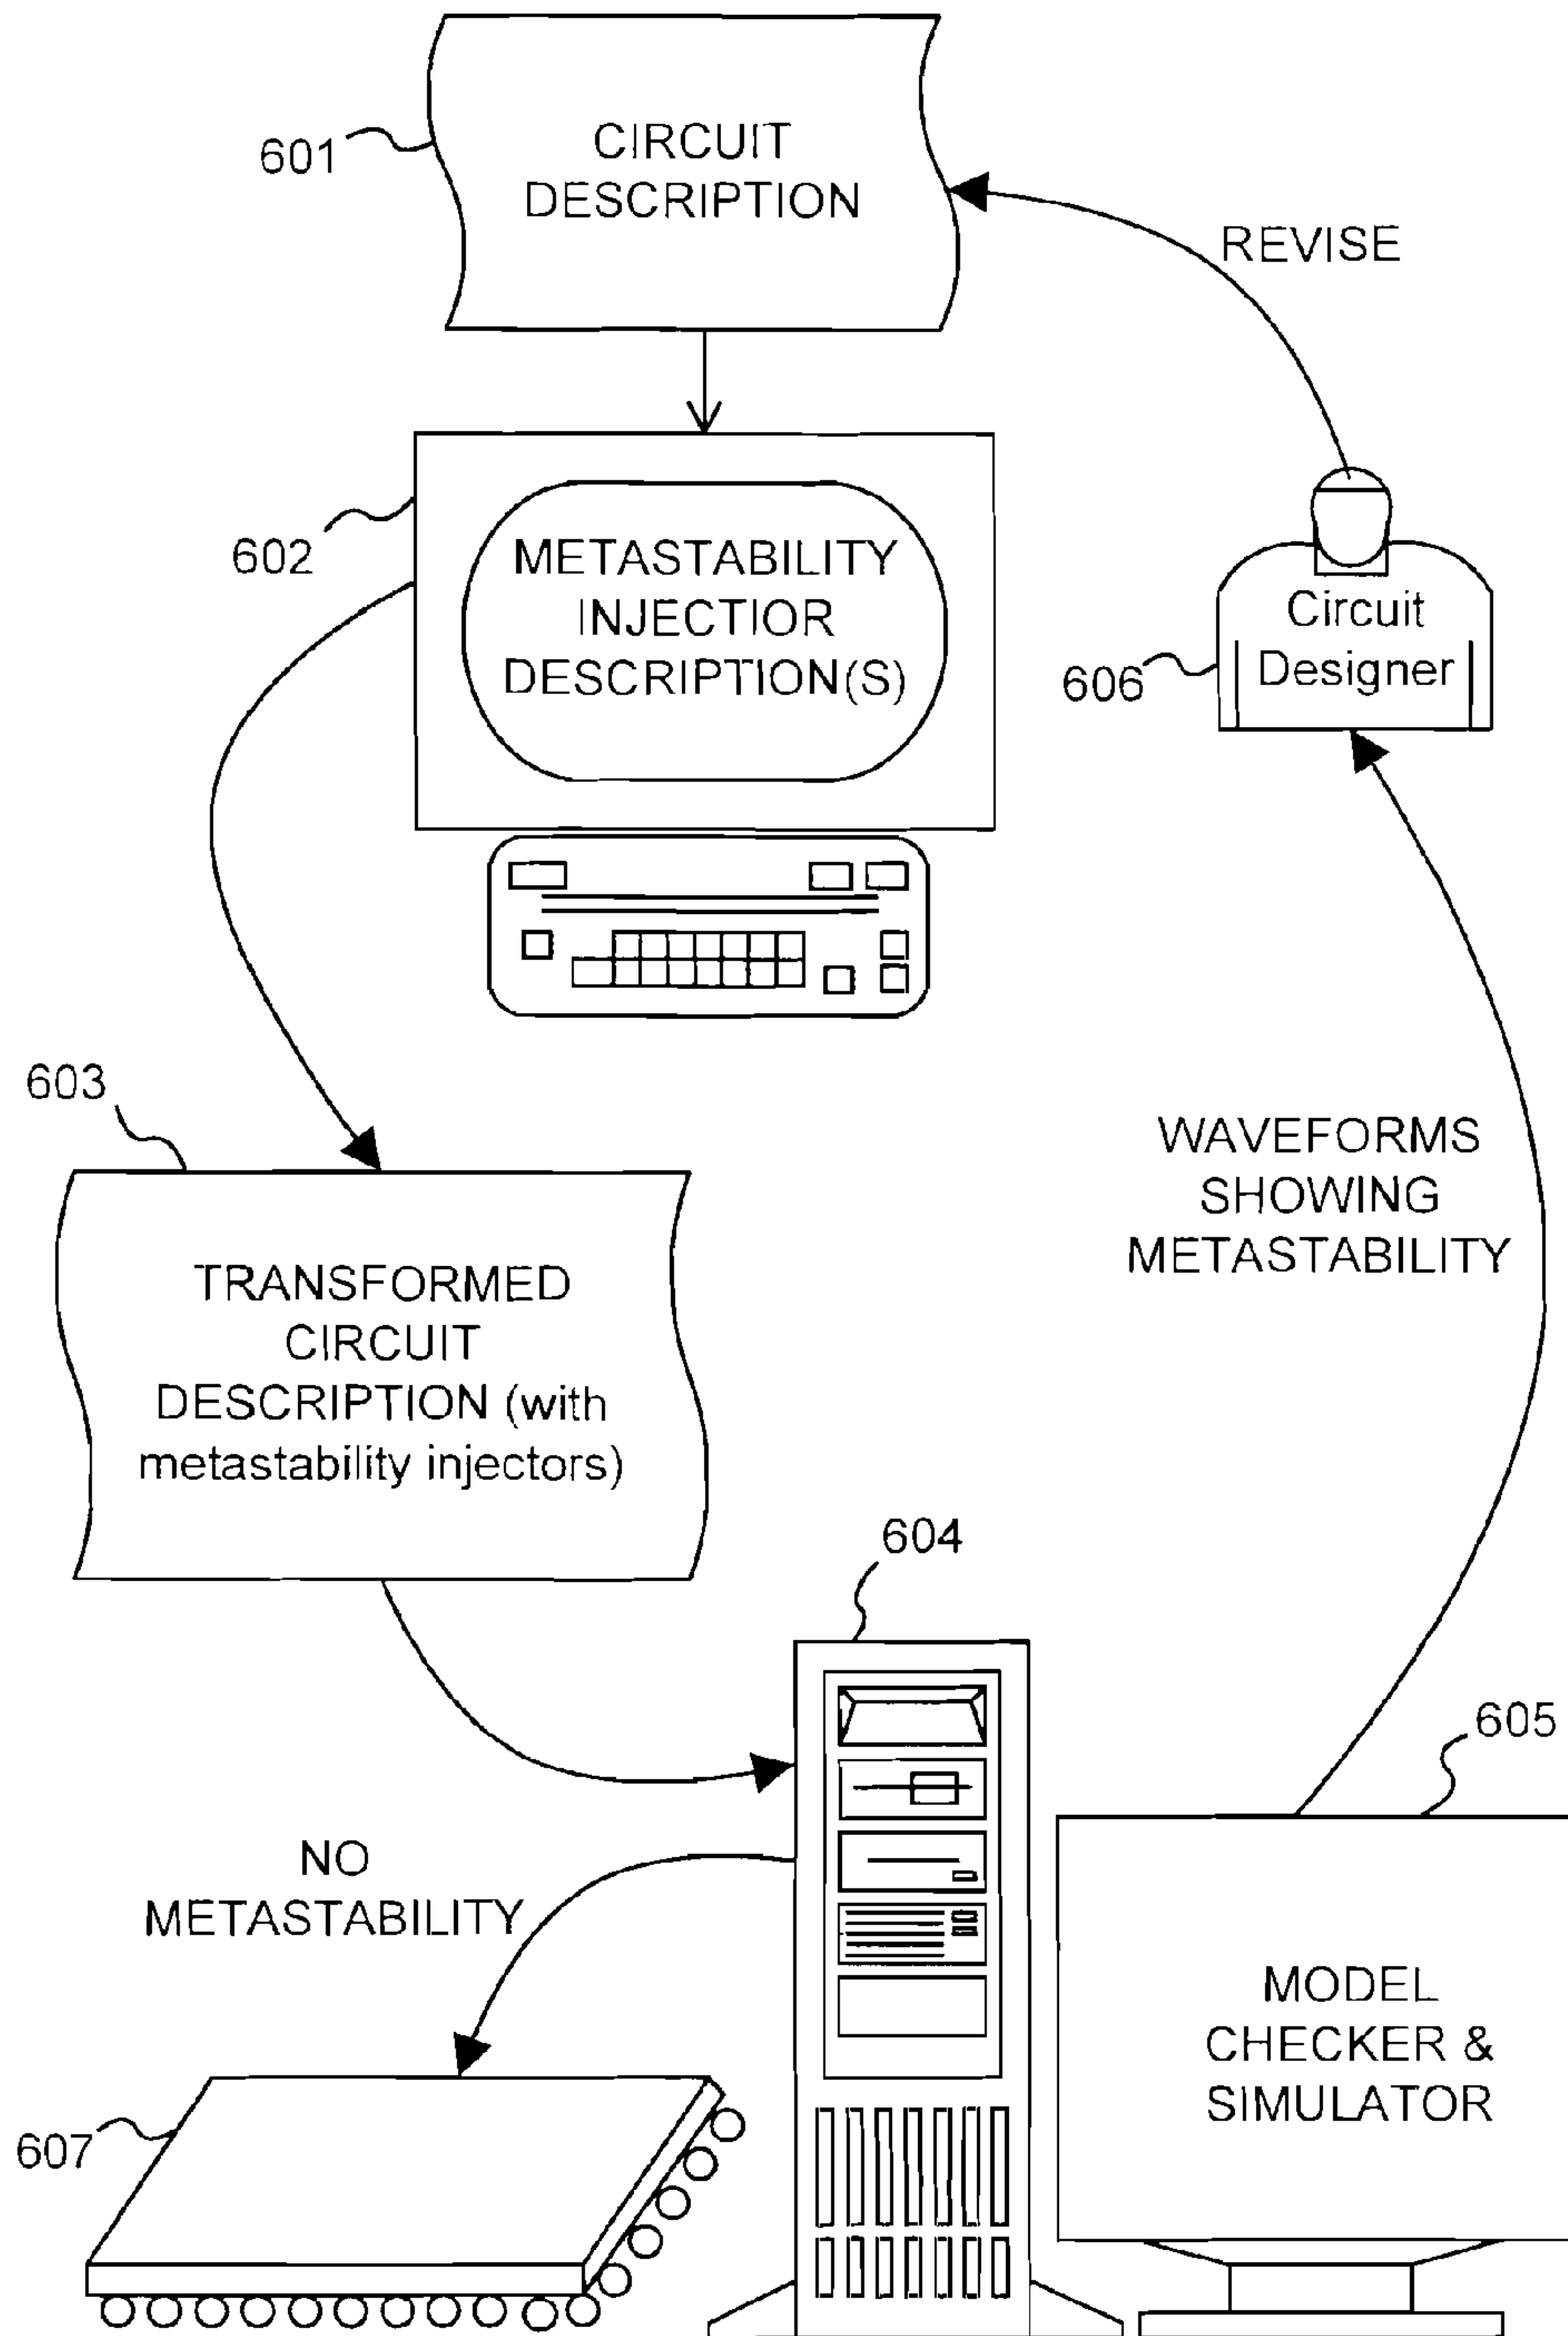 601
CIRCUIT
DESCRIPTION
REVISE
602
METASTABILITY
INJECTIOR
DESCRIPTION(S)
606
Circuit
Designer
603
TRANSFORMED
CIRCUIT
DESCRIPTION (with
metastability injectors)
WAVEFORMS
SHOWING
METASTABILITY
604
605
NO
METASTABILITY
MODEL
CHECKER &
SIMULATOR
607